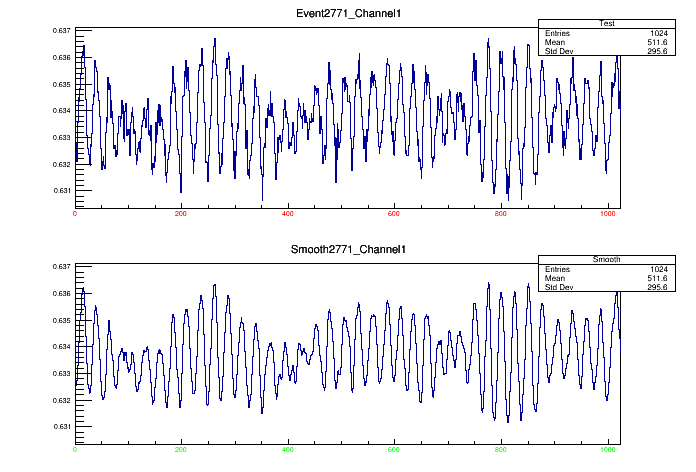 Event2771_Channel1
Test
Entries 1024
Mean 511.6
Std Dev 295.6
0.637
0.636
0.635
0.634
0.633
0.632
0.631
0 200 400 600 800 1000
Smooth2771_Channel1
Smooth
Entries 1024
Mean 511.6
Std Dev 295.6
0.637
0.636
0.635
0.634
0.633
0.632
0.631
0 200 400 600 800 1000